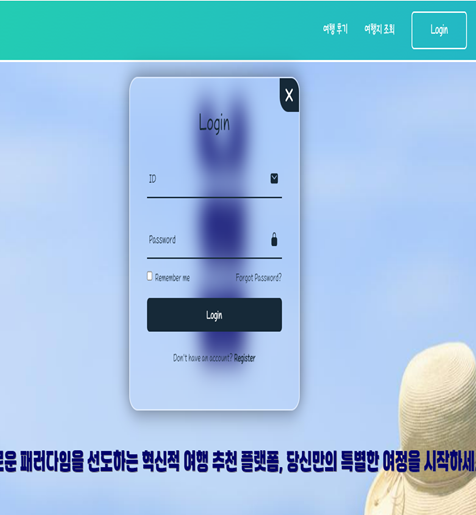 여행 후기 여행지 조회 Login
X
Login
ID
Password
Remember me Forgot Password?
Login
Don't have an account? Register
운 패러다임을 선도하는 혁신적 여행 추천 플랫폼, 당신만의 특별한 여정을 시작하세